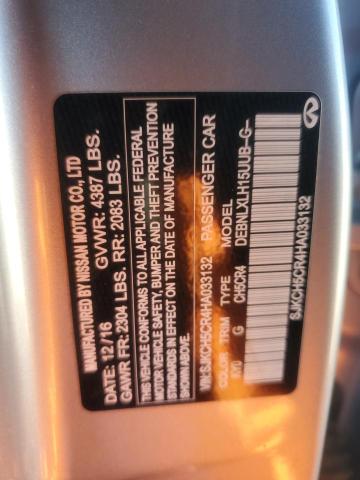 MANUFACTURED BY NISSAN MOTOR CO., LTD
DATE: 12/16 GVWR: 4387 LBS.
GAWR FR: 2304 LBS. RR: 2083 LBS.
THIS VEHICLE CONFORMS TO ALL APPLICABLE FEDERAL
MOTOR VEHICLE SAFETY, BUMPER AND THEFT PREVENTION
STANDARDS IN EFFECT ON THE DATE OF MANUFACTURE
SHOWN ABOVE.
VIN:SJKCH5CR4HA033132 PASSENGER CAR
COLOR TRIM TYPE MODEL
G CH5CR4 DEBNLXLH15UUB-G-
SJKCH5CR4HA033132